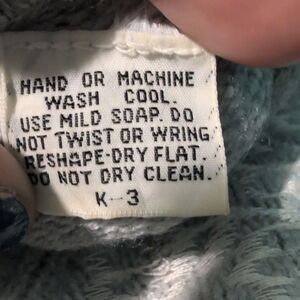 HAND OR MACHINE
WASH COOL.
USE MILD SOAP. DO
NOT TWIST OR WRING
RESHAPE-DRY FLAT.
DO NOT DRY CLEAN.
K-3